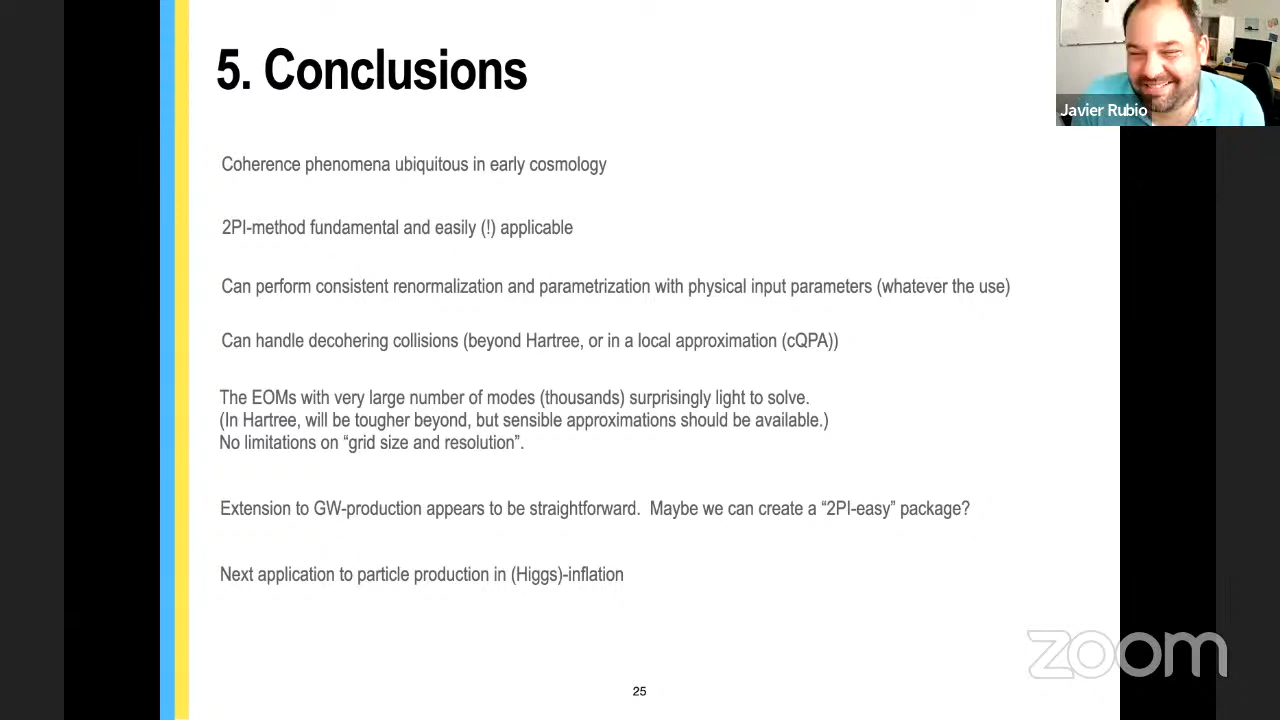 5. Conclusions
Javier Rubio
Coherence phenomena ubiquitous in early cosmology
2PI-method fundamental and easily (!) applicable
Can perform consistent renormalization and parametrization with physical input parameters (whatever the use)
Can handle decohering collisions (beyond Hartree, or in a local approximation (cQPA))
The EOMs with very large number of modes (thousands) surprisingly light to solve.
(In Hartree, will be tougher beyond, but sensible approximations should be available.)
No limitations on “grid size and resolution”.
Extension to GW-production appears to be straightforward. Maybe we can create a “2PI-easy” package?
Next application to particle production in (Higgs)-inflation
zoom
25